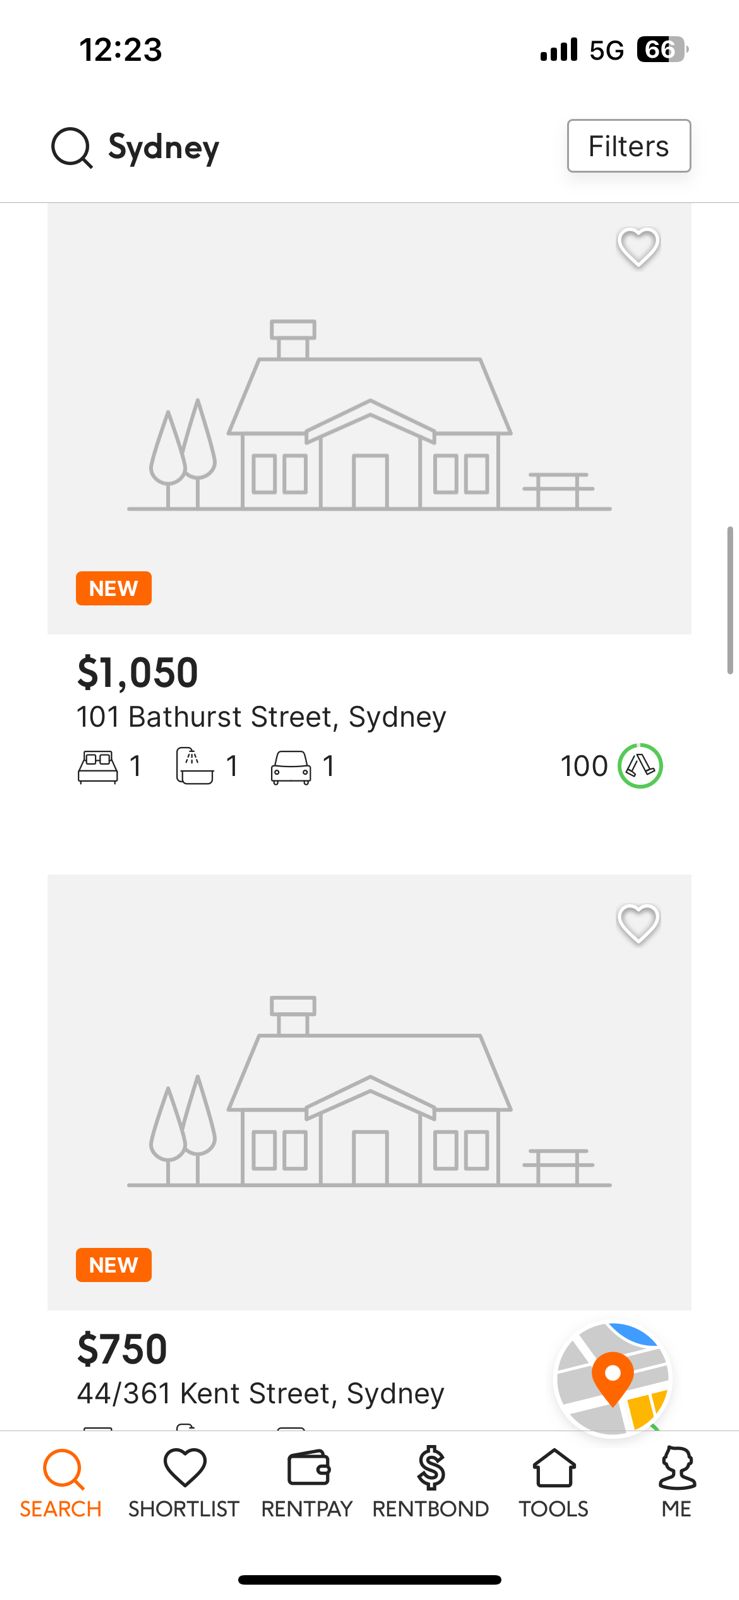 12:23
5G 66
Sydney
Filters
NEW
$1,050
101 Bathurst Street, Sydney
1 1 1 100
NEW
$750
44/361 Kent Street, Sydney
SEARCH SHORTLIST RENTPAY RENTBOND TOOLS ME